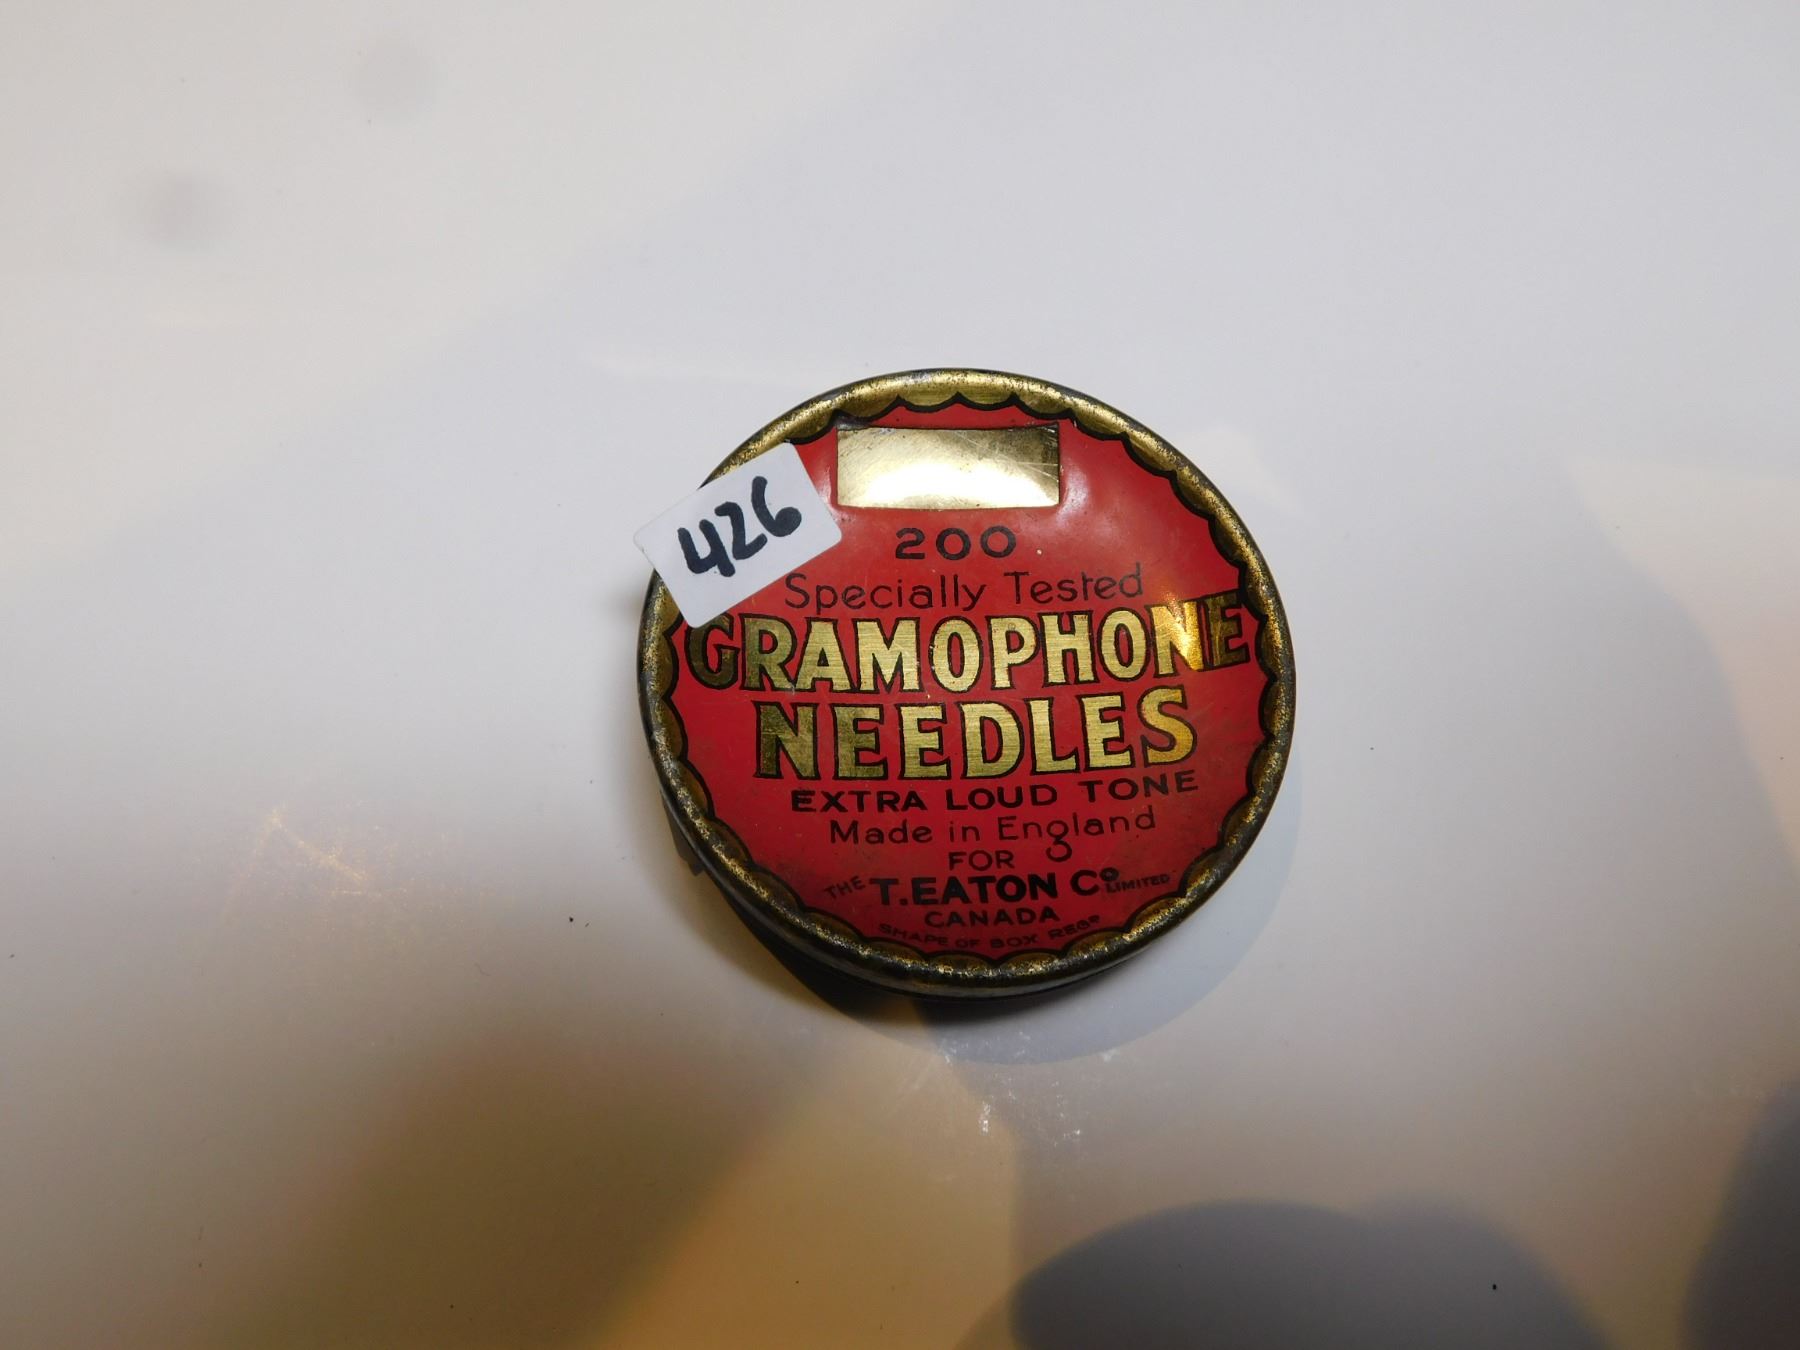 426
200
Specially Tested
GRAMOPHONE
NEEDLES
EXTRA LOUD TONE
Made in England
FOR
THE T. EATON Co LIMITED
CANADA
SHAPE OF BOX REGD